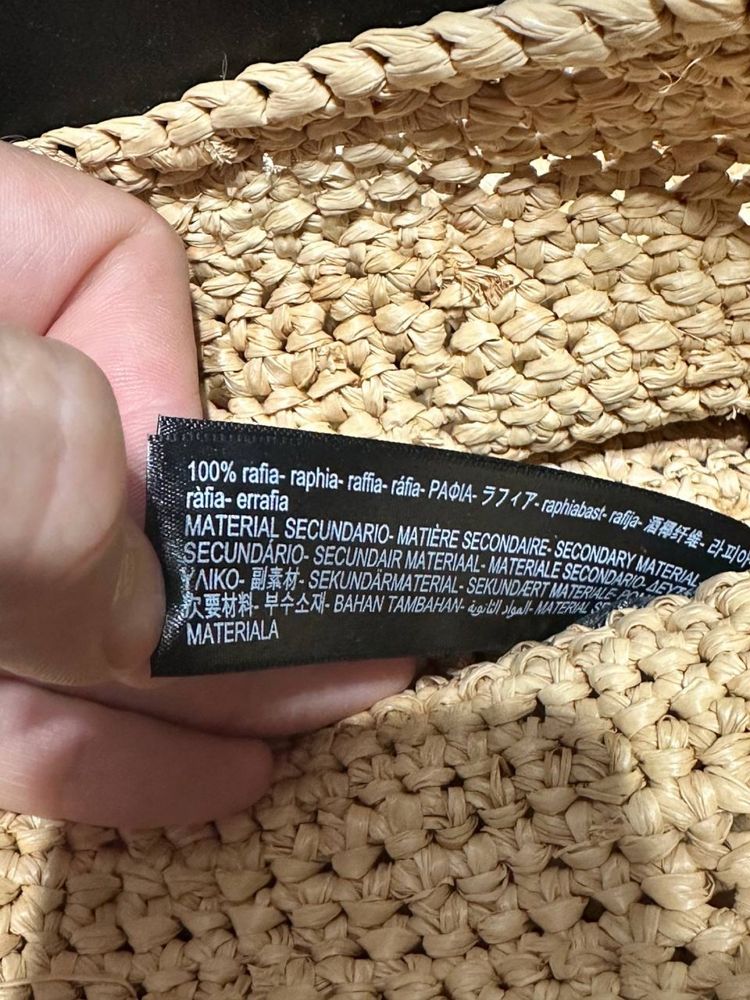 100% rafia- raphia- raffia- ráfia- ΡΑΦΙΑ- ラフィア- raphiabast- rafija- 酒椰纤维- 라피아
ràfia- errafia
MATERIAL SECUNDARIO- MATIÈRE SECONDAIRE- SECONDARY MATERIAL
SECUNDÁRIO- SECUNDAIR MATERIAAL- MATERIALE SECONDARIO-
ΥΛΙΚΟ- 副素材- SEKUNDÄRMATERIAL- SEKUNDÆRT MATERIALE-
次要材料- 부수소재- BAHAN TAMBAHAN- المواد الثانوية- MATERIAL
MATERIALA